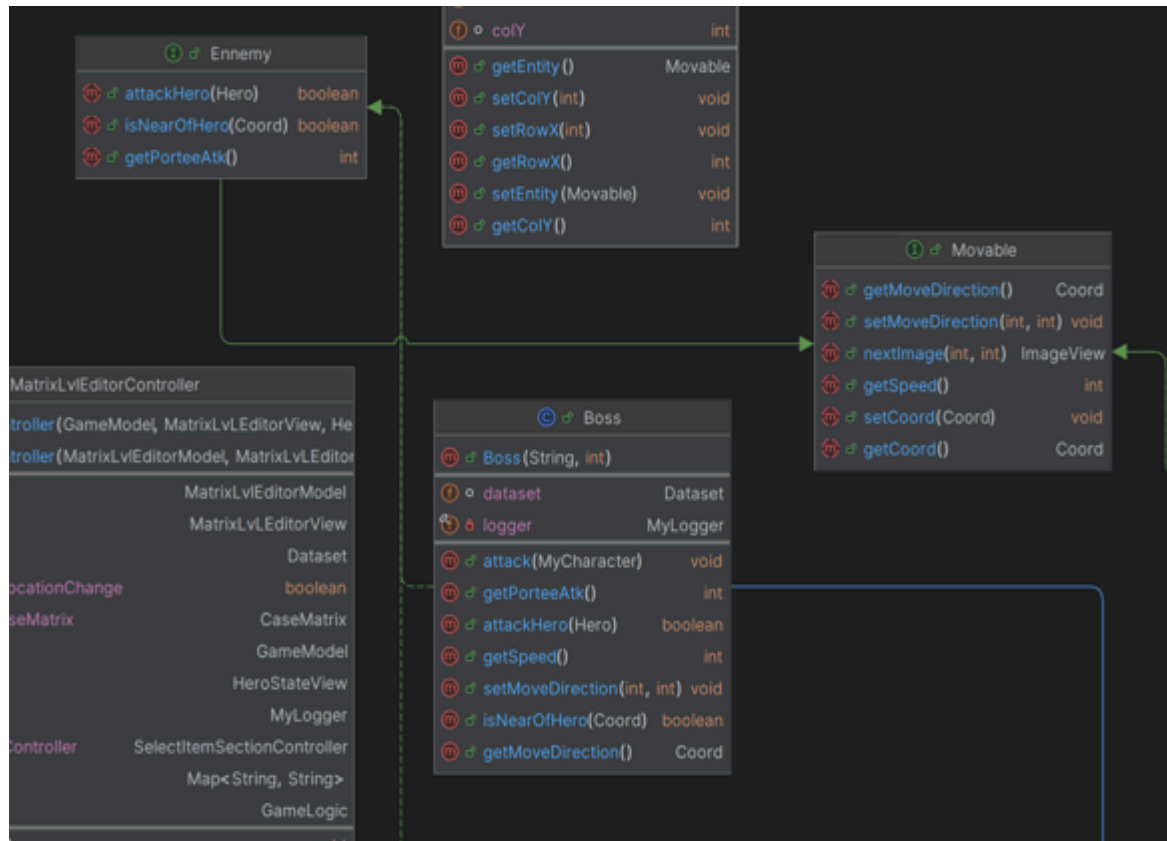 Ennemy
attackHero(Hero) boolean
isNearOfHero(Coord) boolean
getPorteeAtk() int
colY int
getEntity() Movable
setColY(int) void
setRowX(int) void
getRowX() int
setEntity(Movable) void
getColY() int
Movable
getMoveDirection() Coord
setMoveDirection(int, int) void
nextImage(int, int) ImageView
getSpeed() int
setCoord(Coord) void
getCoord() Coord
MatrixLvlEditorController
troller(GameModel, MatrixLvLEditorView, He
troller(MatrixLvlEditorModel, MatrixLvLEditor
MatrixLvlEditorModel
MatrixLvLEditorView
Dataset
ocationChange boolean
seMatrix CaseMatrix
GameModel
HeroStateView
MyLogger
Controller SelectItemSectionController
Map<String, String>
GameLogic
Boss
Boss(String, int)
dataset Dataset
logger MyLogger
attack(MyCharacter) void
getPorteeAtk() int
attackHero(Hero) boolean
getSpeed() int
setMoveDirection(int, int) void
isNearOfHero(Coord) boolean
getMoveDirection() Coord